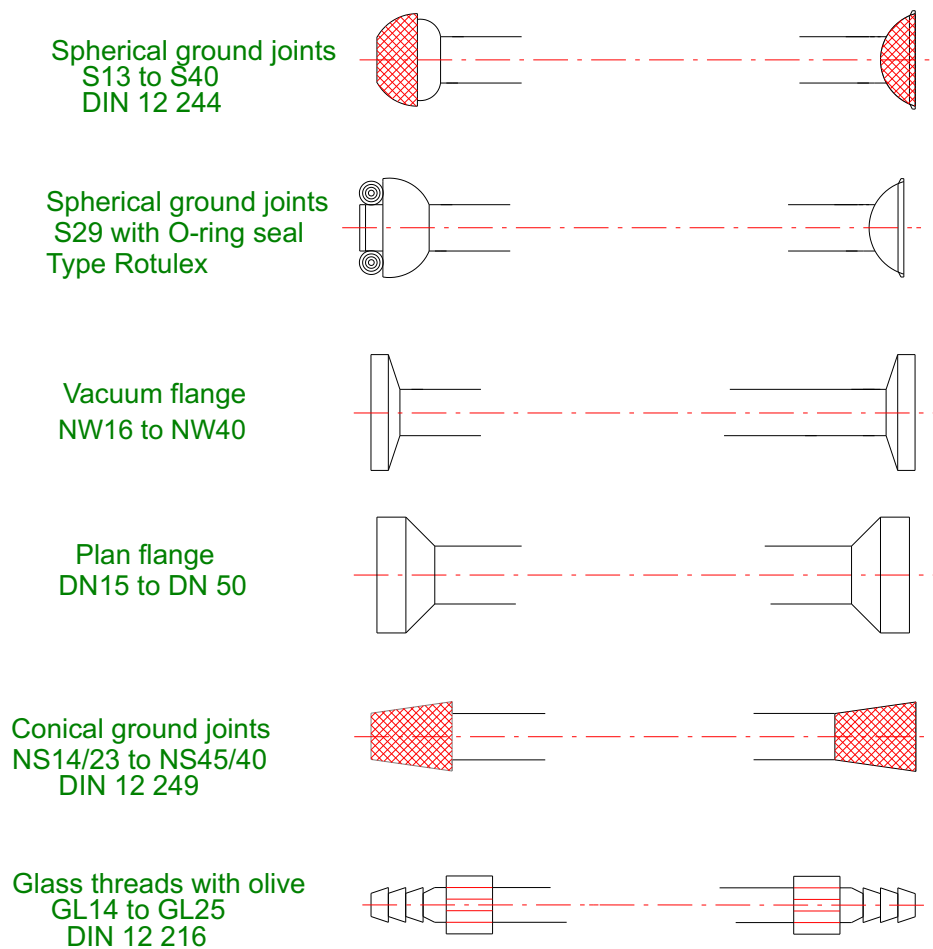 Spherical ground joints
S13 to S40
DIN 12 244
Spherical ground joints
S29 with O-ring seal
Type Rotulex
Vacuum flange
NW16 to NW40
Plan flange
DN15 to DN 50
Conical ground joints
NS14/23 to NS45/40
DIN 12 249
Glass threads with olive
GL14 to GL25
DIN 12 216